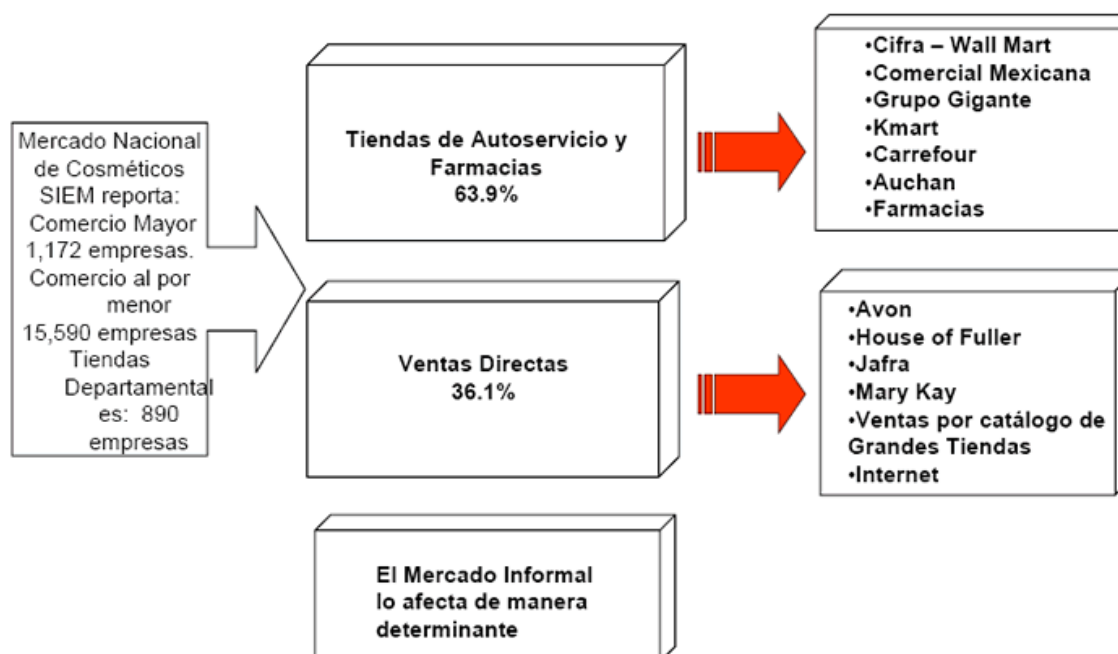 Mercado Nacional
de Cosméticos
SIEM reporta:
Comercio Mayor
1,172 empresas.
Comercio al por
menor
15,590 empresas
Tiendas
Departamental
es: 890
empresas
Tiendas de Autoservicio y
Farmacias
63.9%
•Cifra – Wall Mart
•Comercial Mexicana
•Grupo Gigante
•Kmart
•Carrefour
•Auchan
•Farmacias
Ventas Directas
36.1%
•Avon
•House of Fuller
•Jafra
•Mary Kay
•Ventas por catálogo de
Grandes Tiendas
•Internet
El Mercado Informal
lo afecta de manera
determinante